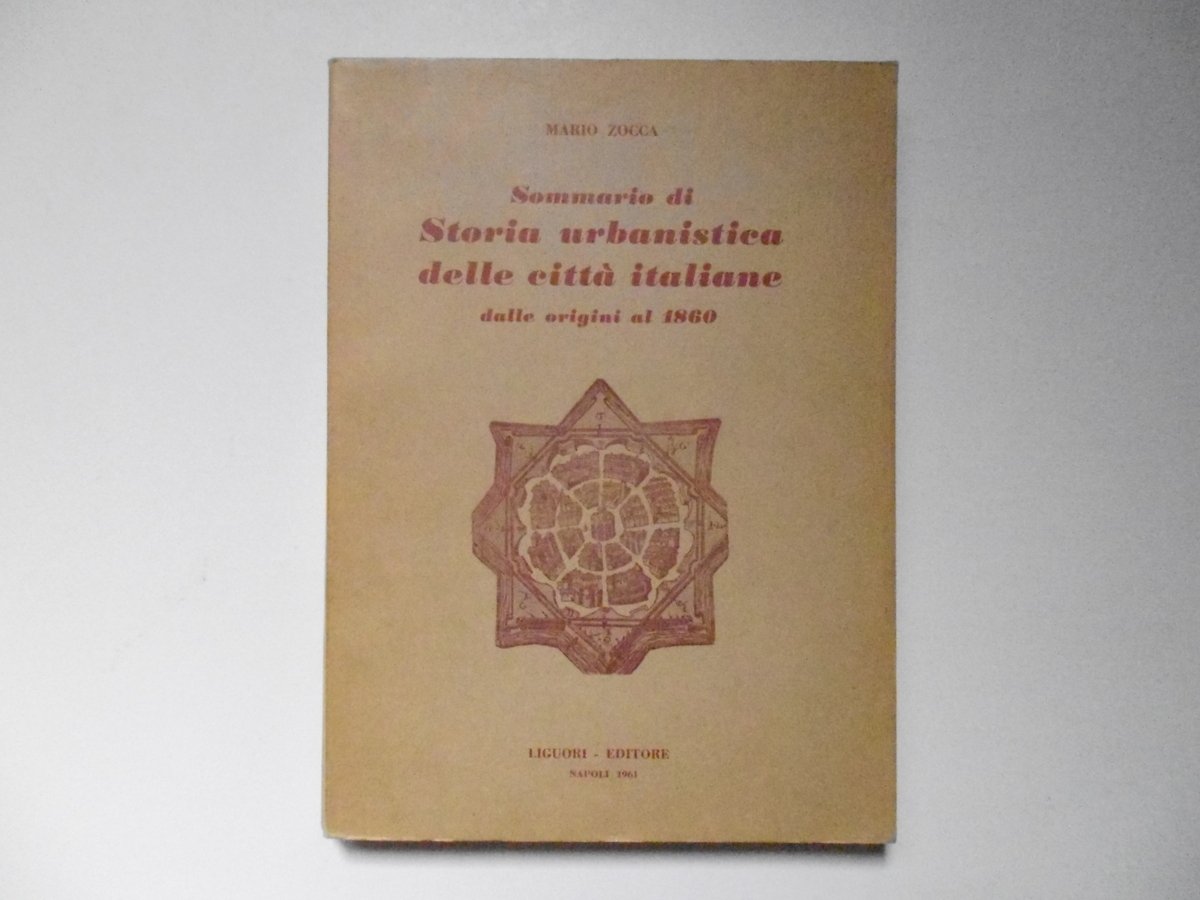 MARIO ZOCCA
Sommario di
Storia urbanistica
delle città italiane
dalle origini al 1860
LIGUORI - EDITORE
NAPOLI 1961